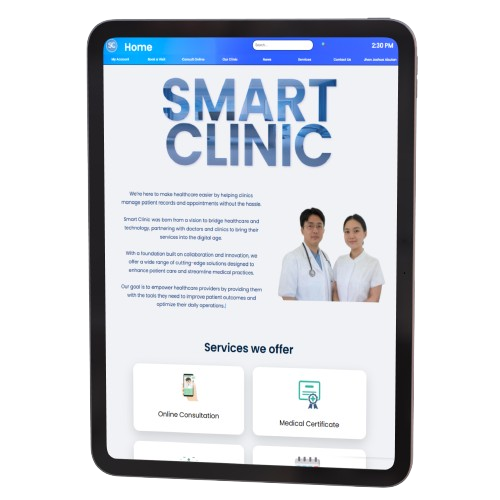 SC
Home
Search...
2:30 PM
My Account
Book a Visit
Consult Online
Our Clinic
News
Services
Contact Us
SMART
CLINIC
We're here to make healthcare easier by helping clinics
manage patient records and appointments without the hassle.
Smart Clinic was born from a vision to bridge healthcare and
technology, partnering with doctors and clinics to bring their
services into the digital age.
With a foundation built on collaboration and innovation, we
offer a wide range of cutting-edge solutions designed to
enhance patient care and streamline medical practices.
Our goal is to empower healthcare providers by providing them
with the tools they need to improve patient outcomes and
optimise their daily operations.|
Services we offer
Online Consultation
Medical Certificate